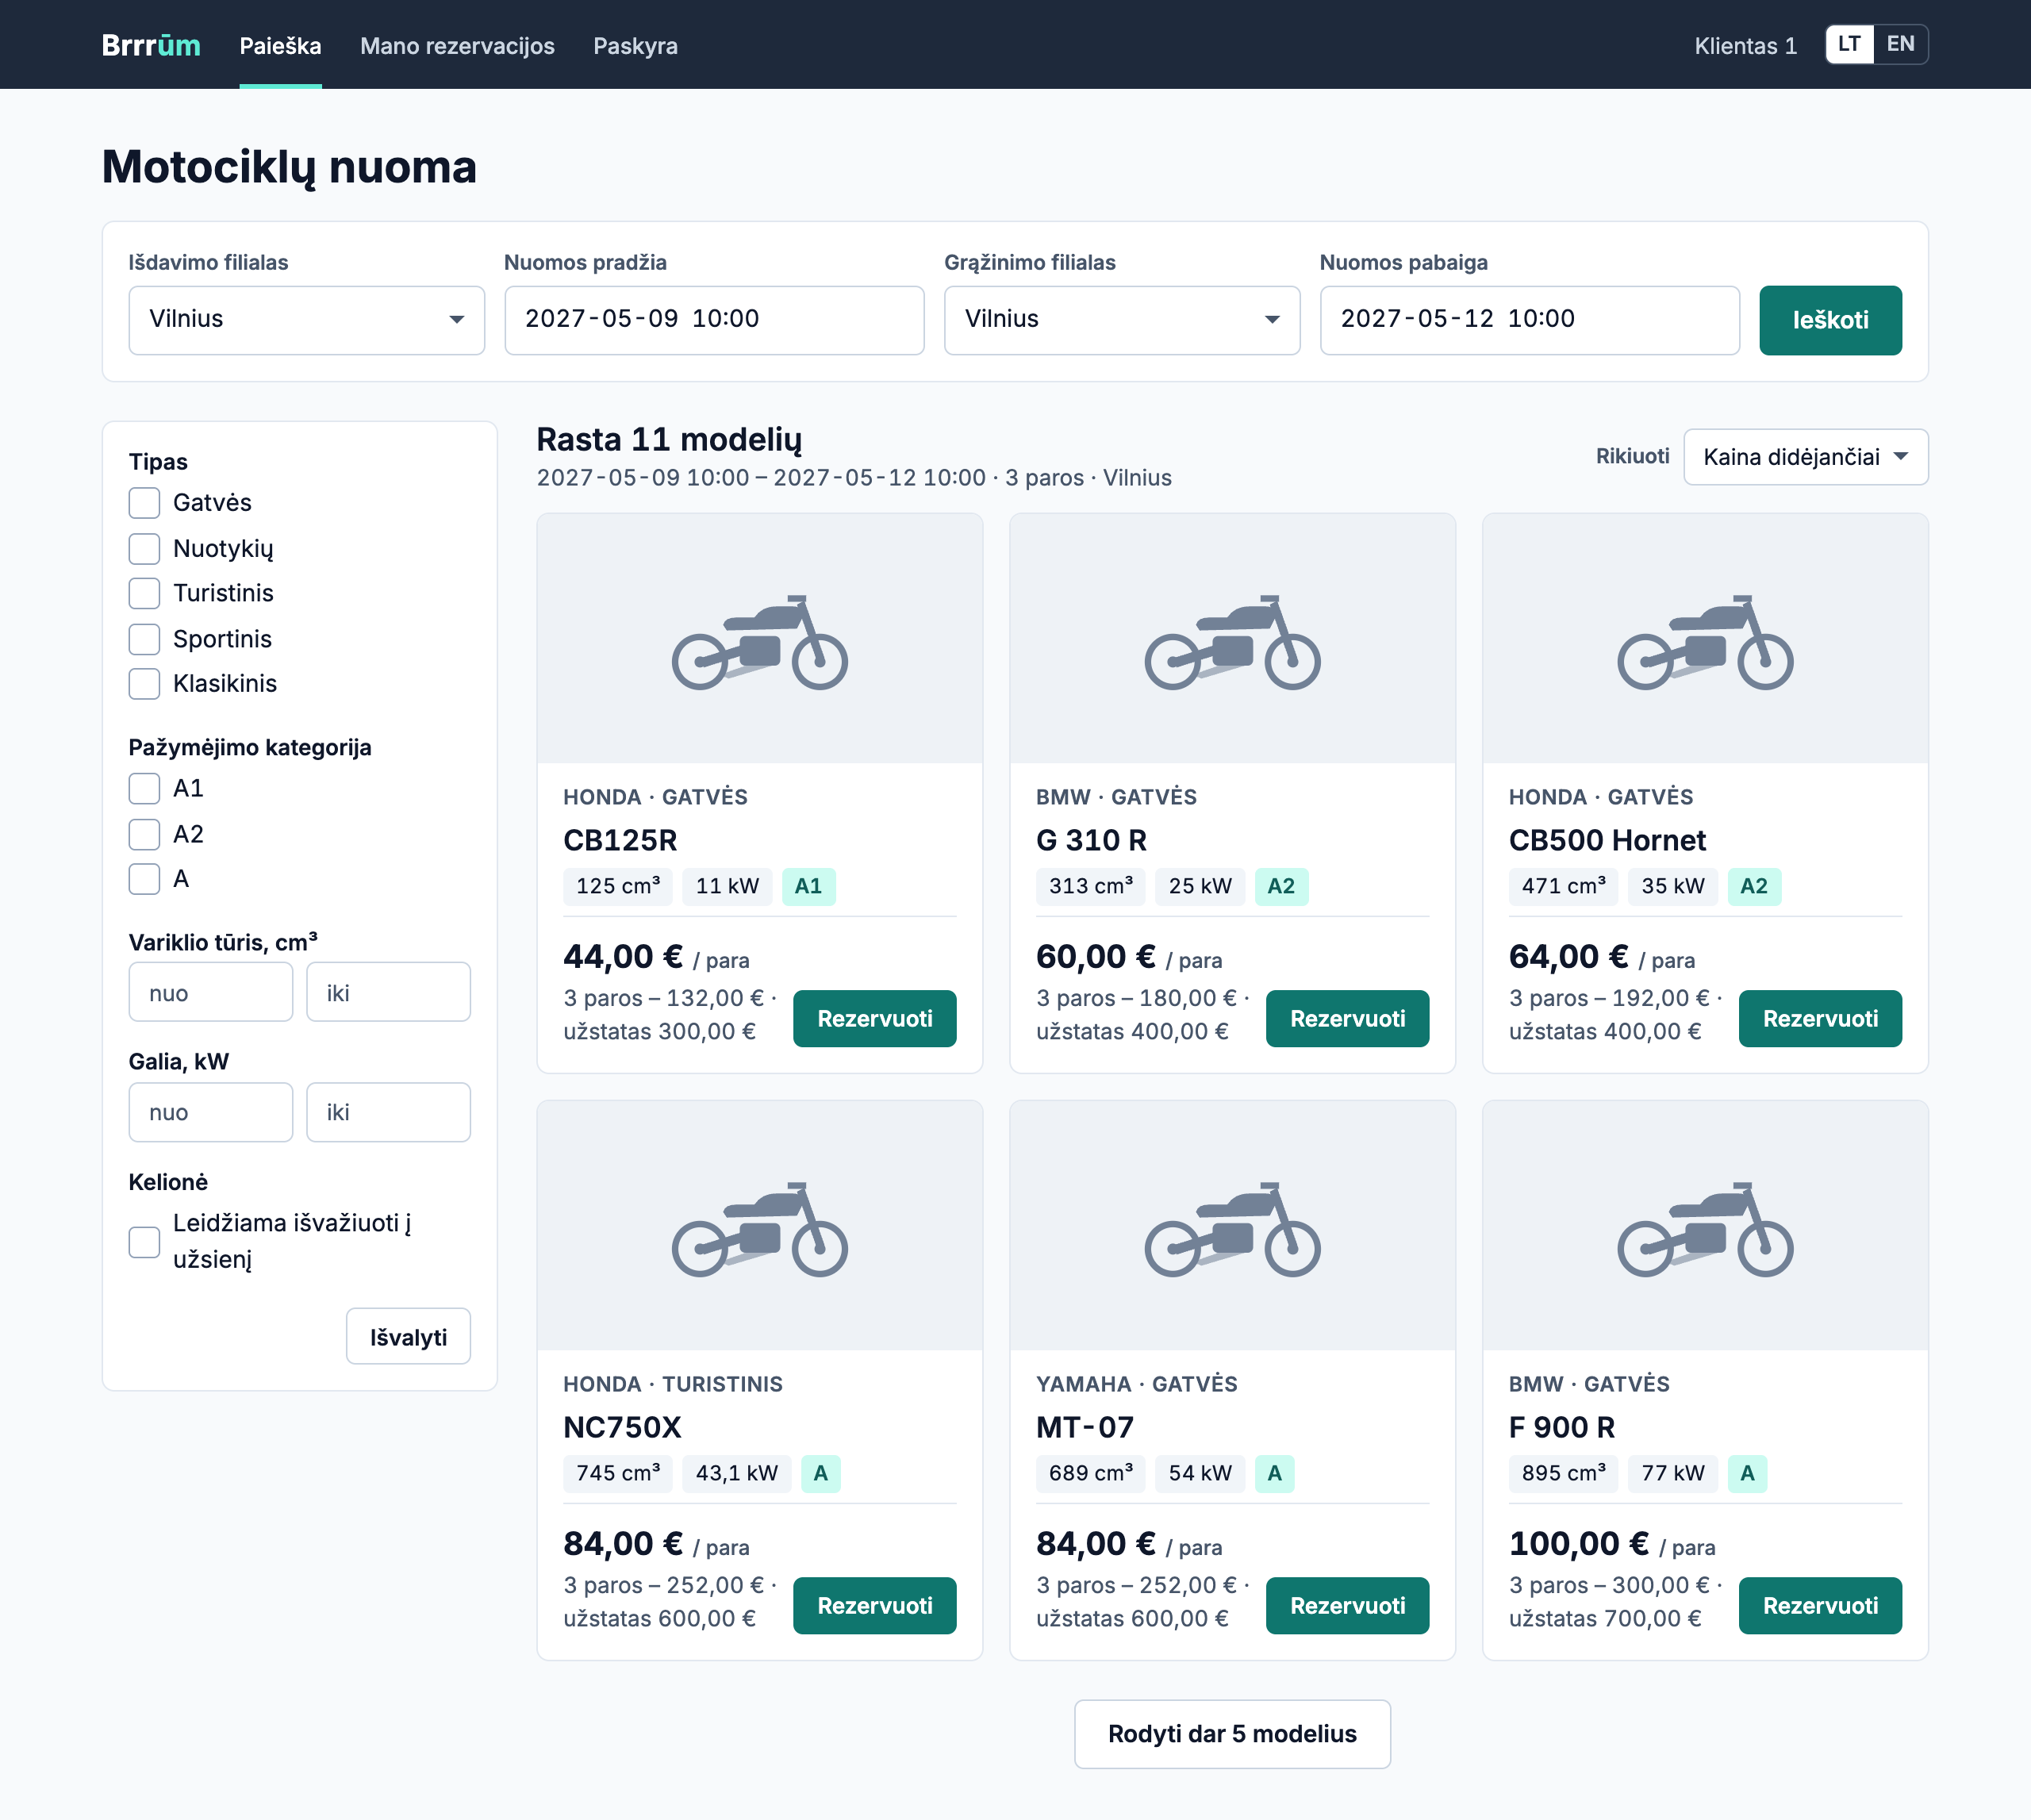 Brrrūm Paieška Mano rezervacijos Paskyra Klientas 1 LT EN
Motociklų nuoma
Išdavimo filialas Nuomos pradžia Grąžinimo filialas Nuomos pabaiga
Vilnius 2027-05-09 10:00 Vilnius 2027-05-12 10:00 Ieškoti
Tipas
Gatvės
Nuotykių
Turistinis
Sportinis
Klasikinis
Pažymėjimo kategorija
A1
A2
A
Variklio tūris, cm³
nuo iki
Galia, kW
nuo iki
Kelionė
Leidžiama išvažiuoti į
užsienį
Išvalyti
Rasta 11 modelių
2027-05-09 10:00 – 2027-05-12 10:00 · 3 paros · Vilnius
Rikiuoti Kaina didėjančiai
HONDA · GATVĖS
CB125R
125 cm³ 11 kW A1
44,00 € / para
3 paros – 132,00 € ·
užstatas 300,00 €
Rezervuoti
BMW · GATVĖS
G 310 R
313 cm³ 25 kW A2
60,00 € / para
3 paros – 180,00 € ·
užstatas 400,00 €
Rezervuoti
HONDA · GATVĖS
CB500 Hornet
471 cm³ 35 kW A2
64,00 € / para
3 paros – 192,00 € ·
užstatas 400,00 €
Rezervuoti
HONDA · TURISTINIS
NC750X
745 cm³ 43,1 kW A
84,00 € / para
3 paros – 252,00 € ·
užstatas 600,00 €
Rezervuoti
YAMAHA · GATVĖS
MT-07
689 cm³ 54 kW A
84,00 € / para
3 paros – 252,00 € ·
užstatas 600,00 €
Rezervuoti
BMW · GATVĖS
F 900 R
895 cm³ 77 kW A
100,00 € / para
3 paros – 300,00 € ·
užstatas 700,00 €
Rezervuoti
Rodyti dar 5 modelius